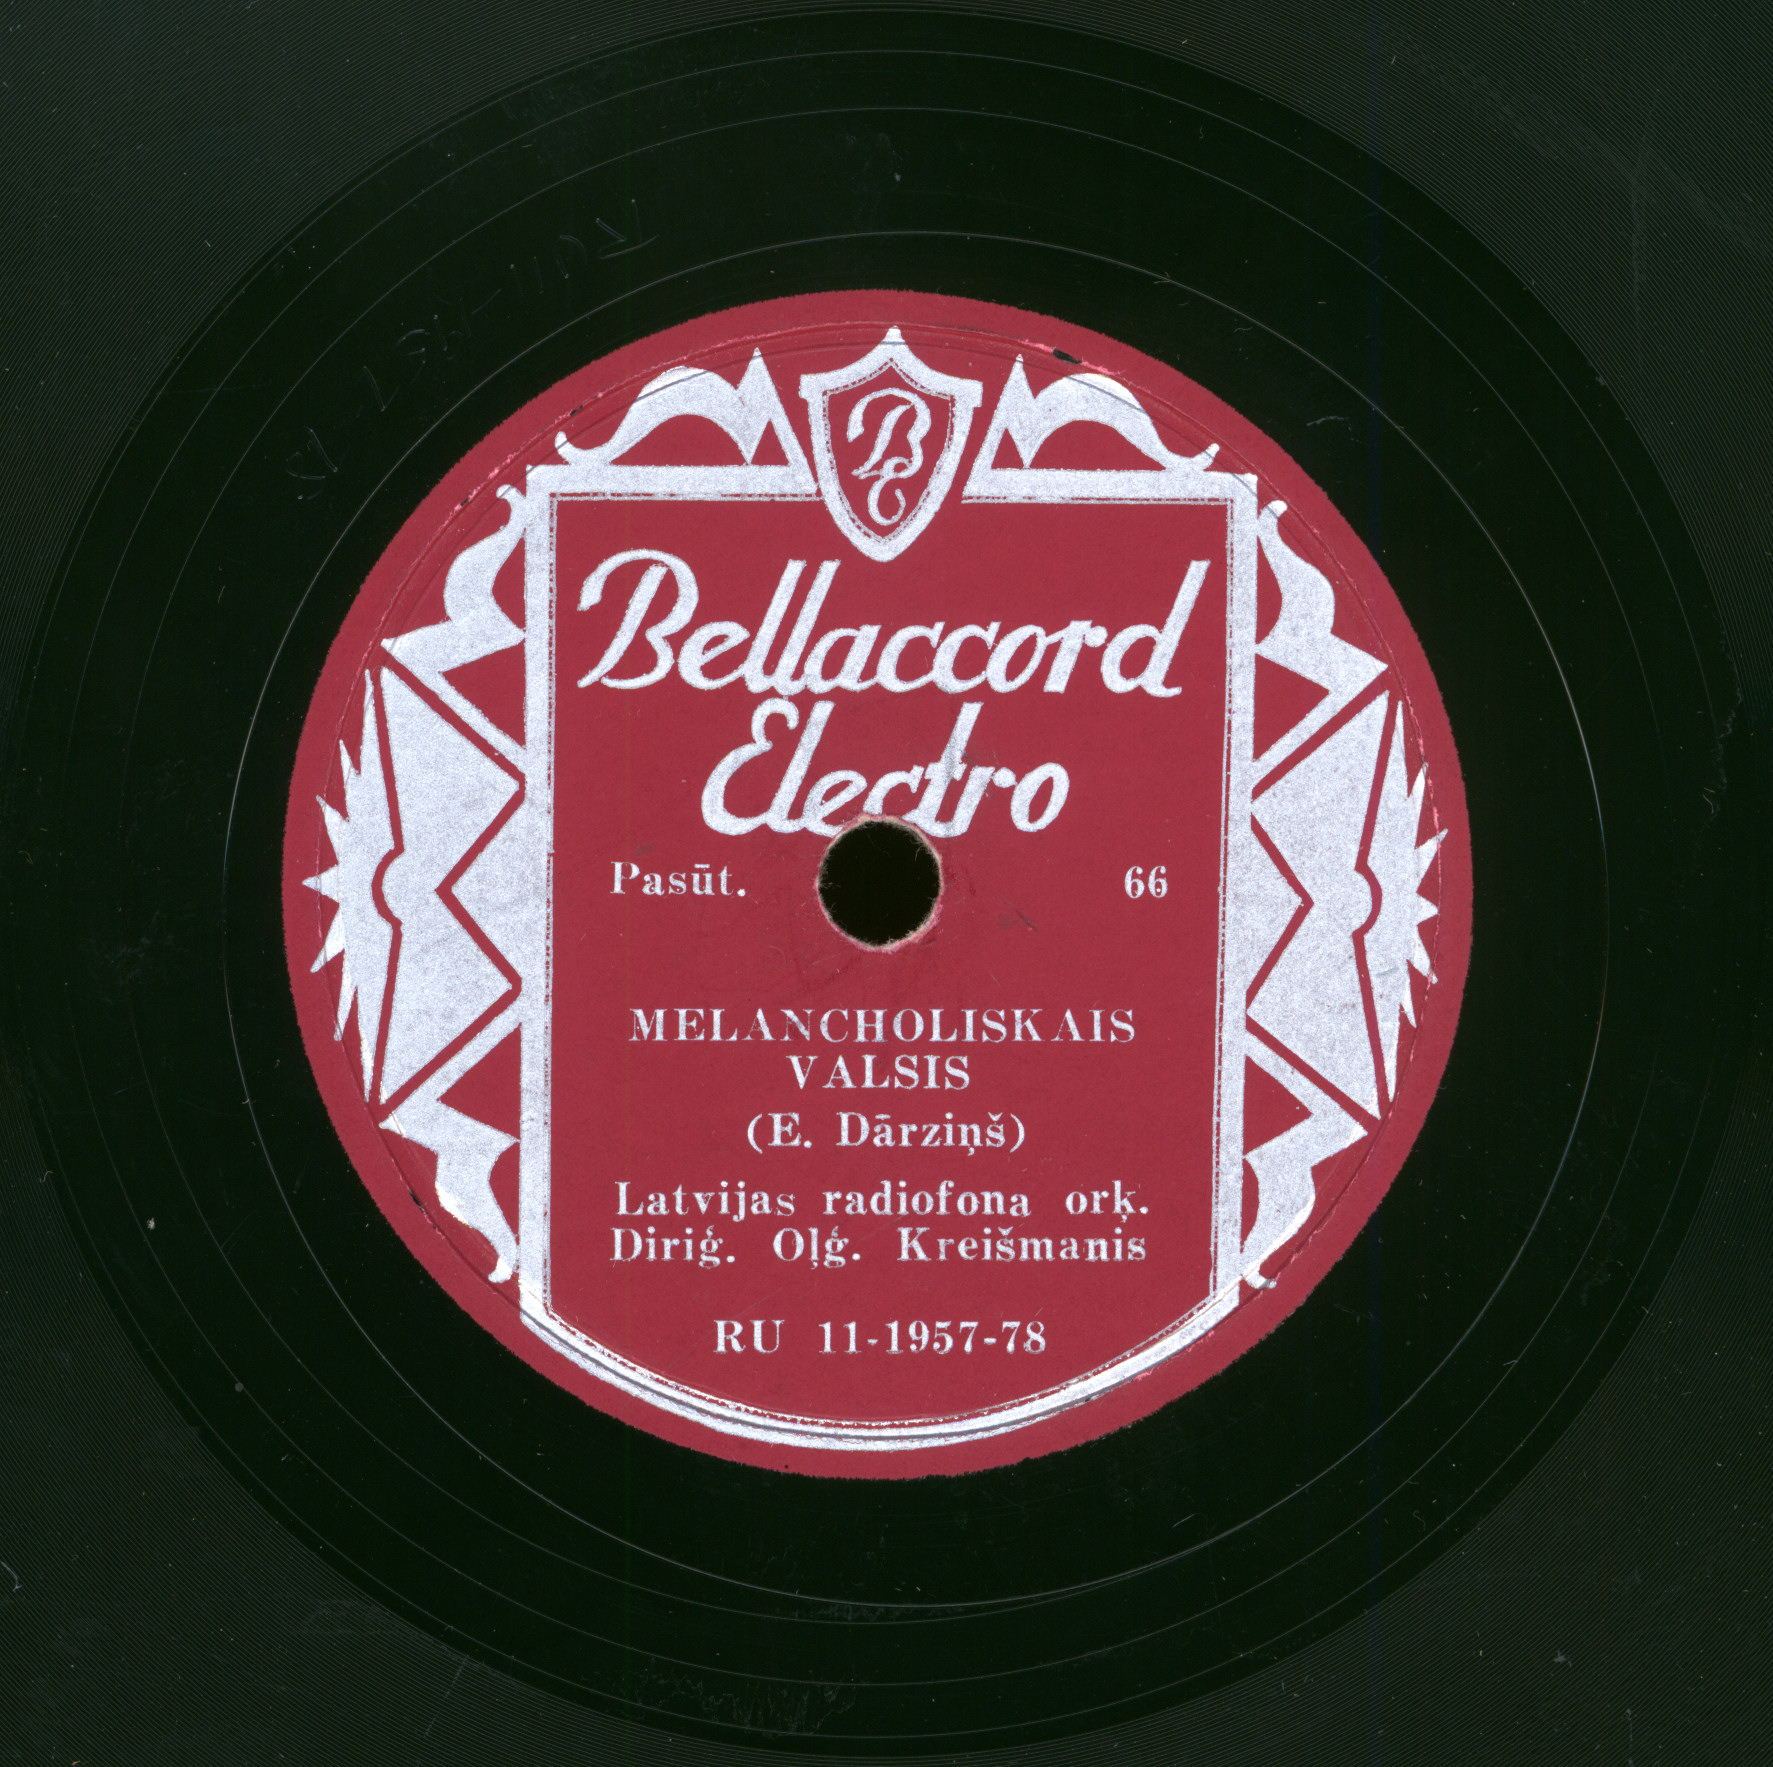 BE
Bellaccord
Electro
Pasūt. 66
MELANCHOLISKAIS
VALSIS
(E. Dārziņš)
Latvijas radiofona orķ.
Diriģ. Oļģ. Kreišmanis
RU 11-1957-78